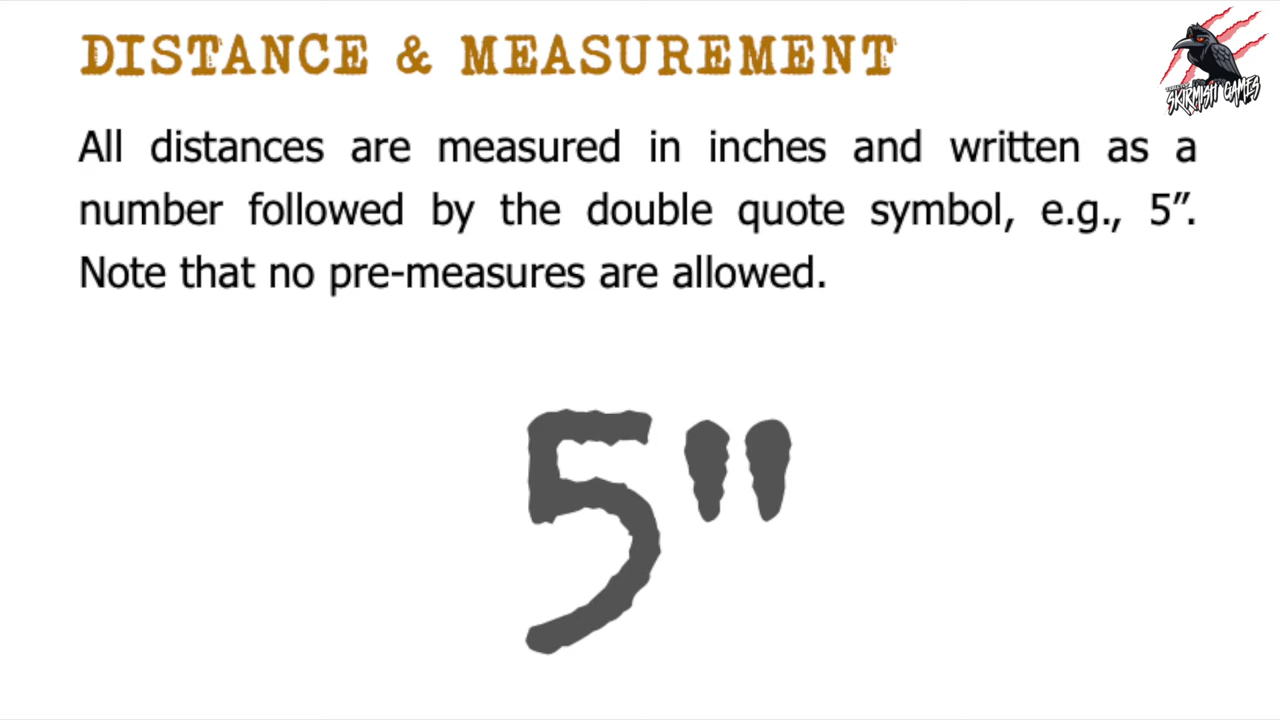 DISTANCE & MEASUREMENT
SKIRMISH GAMES
All distances are measured in inches and written as a
number followed by the double quote symbol, e.g., 5”.
Note that no pre-measures are allowed.
5"